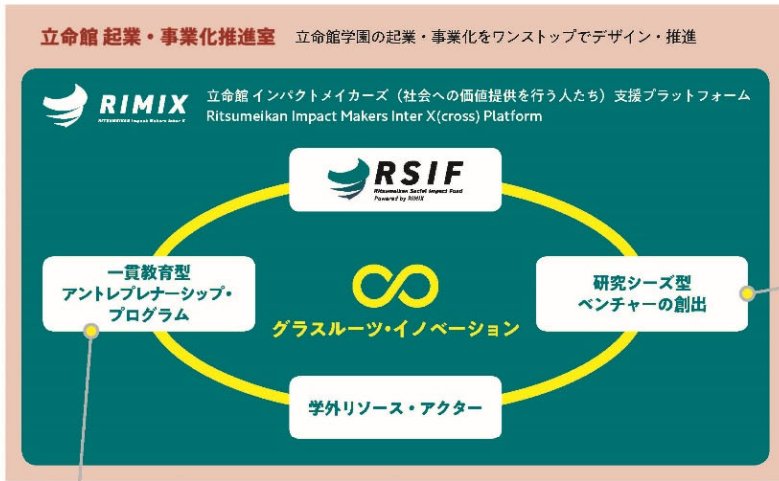 立命館 起業・事業化推進室 立命館学園の起業・事業化をワンストップでデザイン・推進
RIMIX
RITSUMEIKAN Impact Makers Inter X
立命館 インパクトメイカーズ（社会への価値提供を行う人たち）支援プラットフォーム
Ritsumeikan Impact Makers Inter X(cross) Platform
RSIF
Ritsumeikan Social Impact Fund
Powered by RIMIX
一貫教育型
アントレプレナーシップ・
プログラム
グラスルーツ・イノベーション
研究シーズ型
ベンチャーの創出
学外リソース・アクター